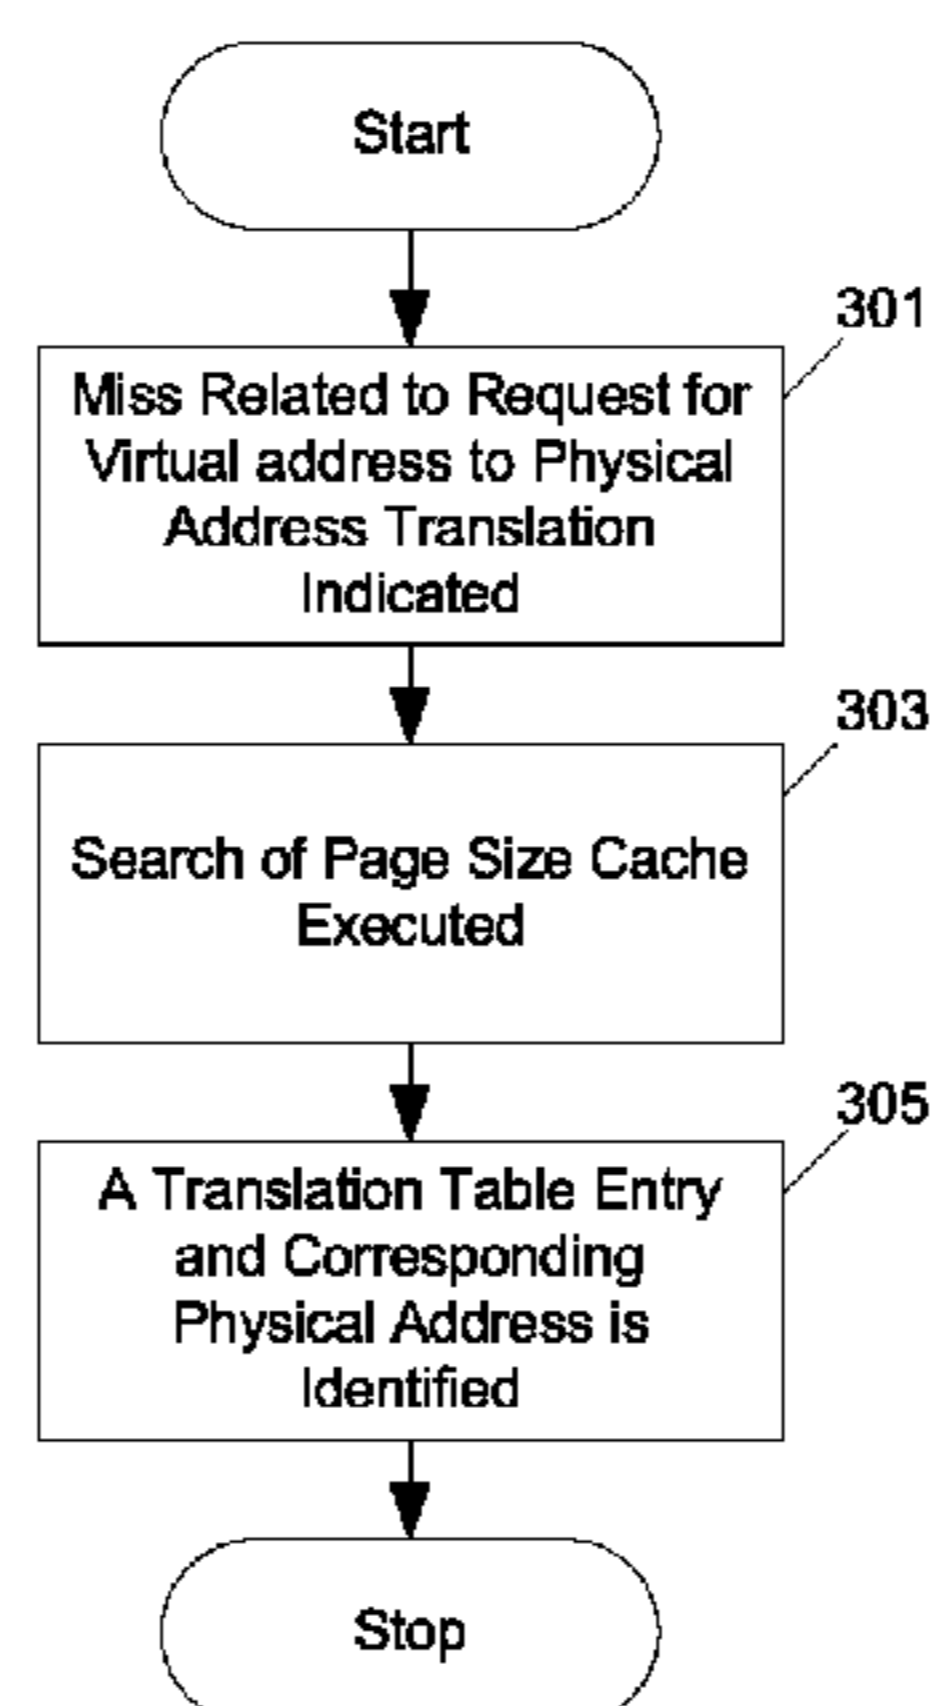 Start
301
Miss Related to Request for
Virtual address to Physical
Address Translation
Indicated
303
Search of Page Size Cache
Executed
305
A Translation Table Entry
and Corresponding
Physical Address is
Identified
Stop